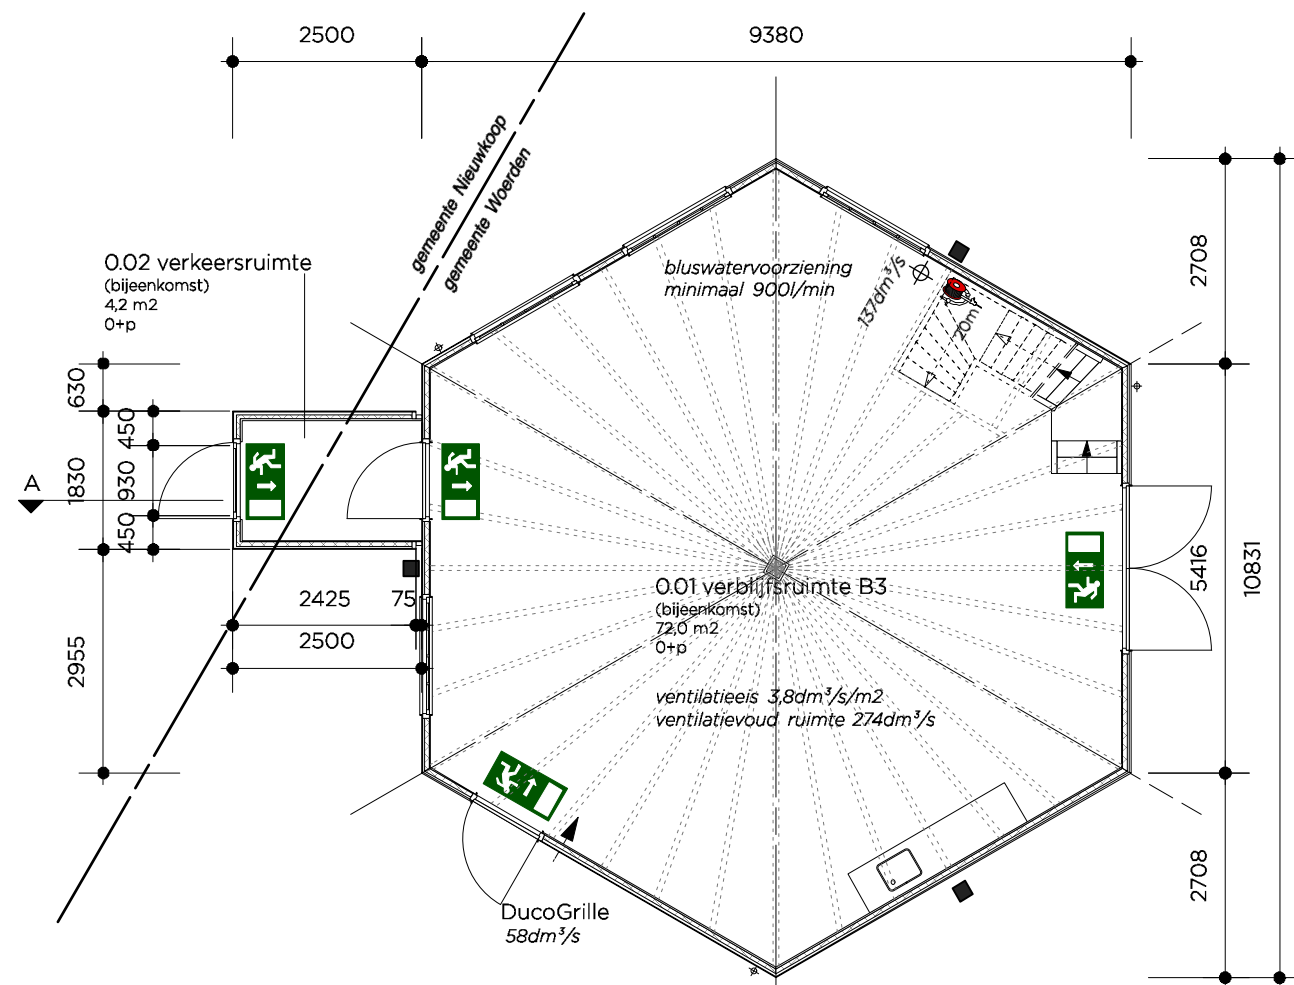 2500
9380
gemeente Nieuwkoop
gemeente Woerden
0.02 verkeersruimte
(bijeenkomst)
4,2 m2
0+p
bluswatervoorziening
minimaal 900l/min
137dm³/s
20m
2708
630
450
1830
930
450
A
5416
10831
0.01 verblijfsruimte B3
(bijeenkomst)
72,0 m2
0+p
2425
75
2500
2955
ventilatieeis 3,8dm³/s/m2
ventilatievoud ruimte 274dm³/s
2708
DucoGrille
58dm³/s